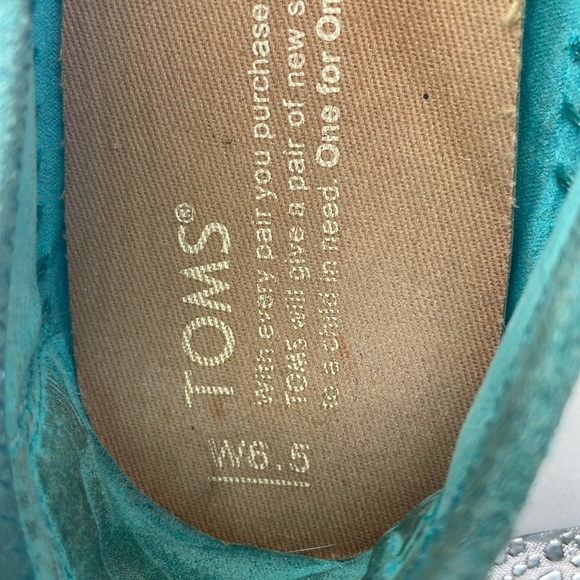 TOMS®
With every pair you purchase
TOMS will give a pair of new s
to a child in need. One for On
W6.5